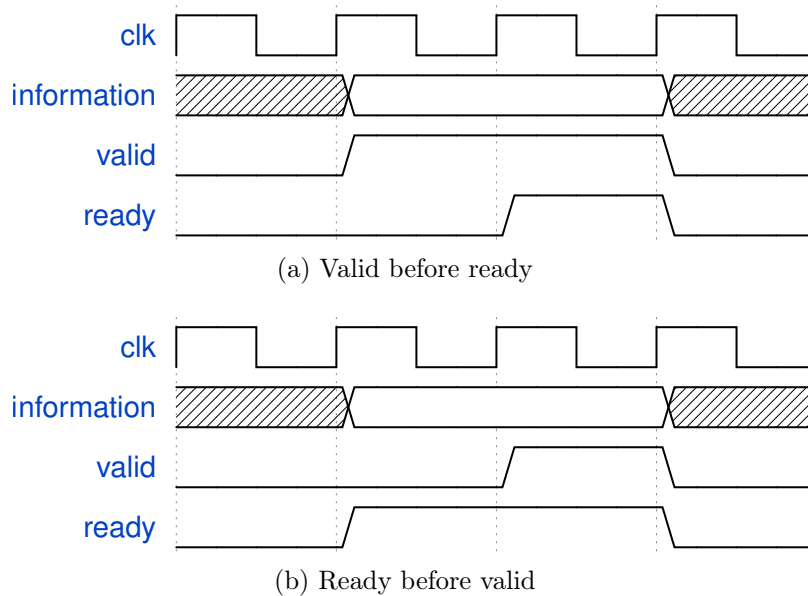 clk
information
valid
ready
(a) Valid before ready
clk
information
valid
ready
(b) Ready before valid